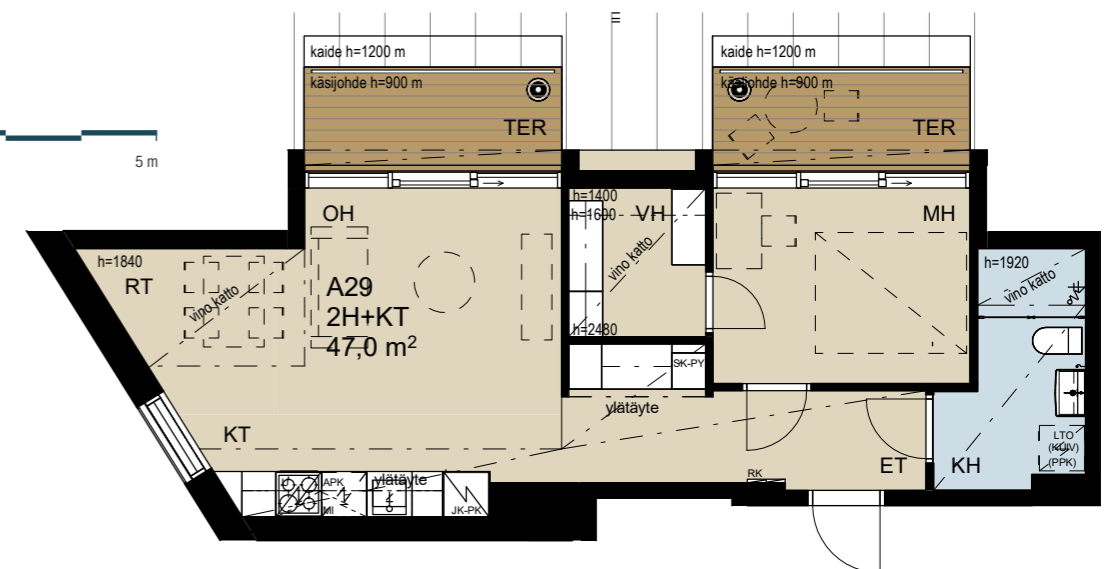 kaide h=1200 m
kaide h=1200 m
käsijohde h=900 m
käsijohde h=900 m
TER
TER
5 m
h=1400
OH
h=1600
VH
MH
vino katto
h=1840
h=1920
RT
vino katto
vino katto
A29
2H+KT
47,0 m²
h=2480
SK-PY
ylätäyte
KT
LTO
(KUIV)
(PPK)
ET
KH
RK
LI
APK
ylätäyte
MI
JK-PK